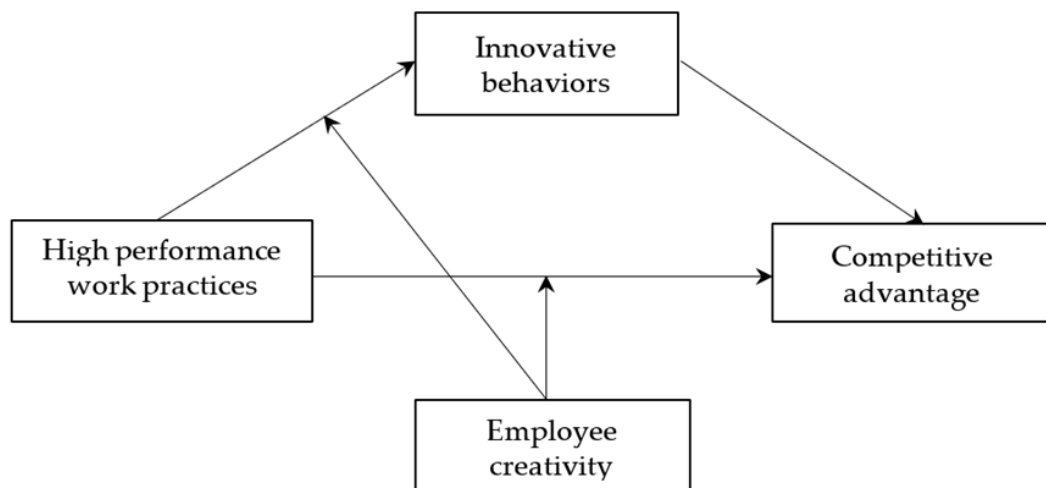 Innovative
behaviors
High performance
work practices
Competitive
advantage
Employee
creativity